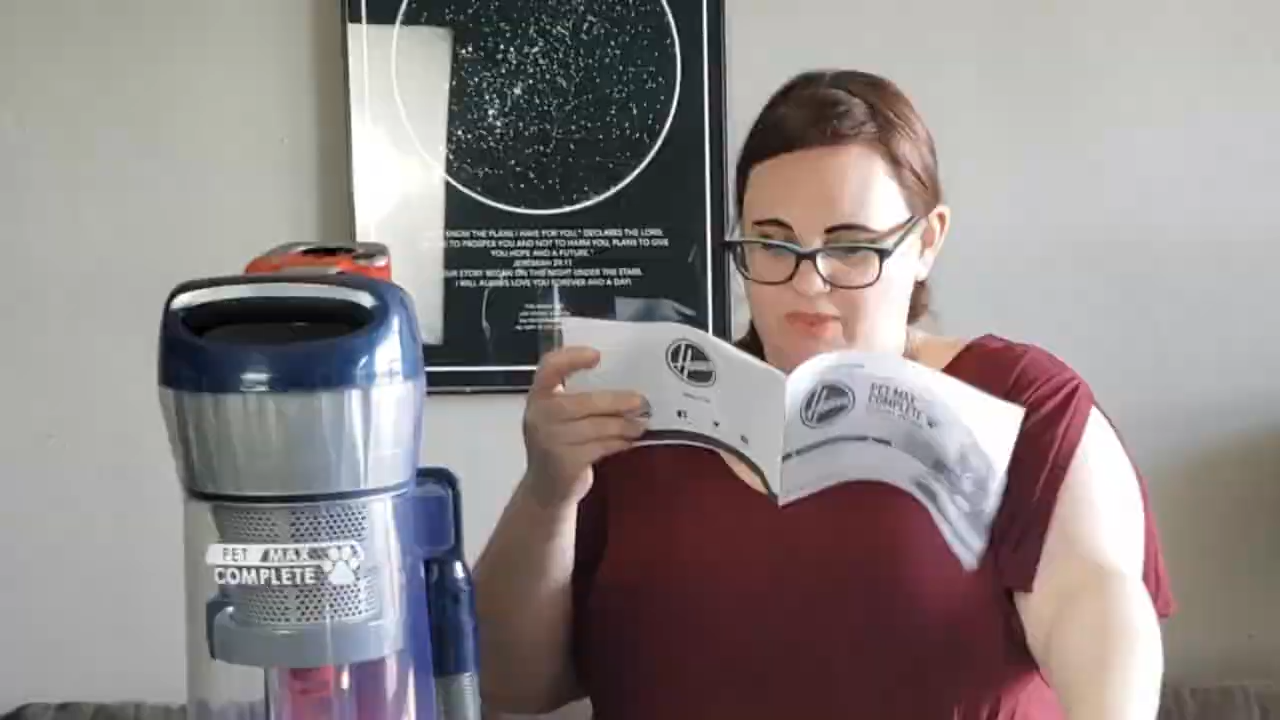 KNOW THE PLANS I HAVE FOR YOU," DECLARES THE LORD,
TO PROSPER YOU AND NOT TO HARM YOU, PLANS TO GIVE
YOU HOPE AND A FUTURE."
JEREMIAH 29:11
OUR STORY BEGAN ON THIS NIGHT UNDER THE STARS.
I WILL ALWAYS LOVE YOU FOREVER AND A DAY!
Hoover
Hoover
PET MAX
COMPLETE
PET MAX
COMPLETE